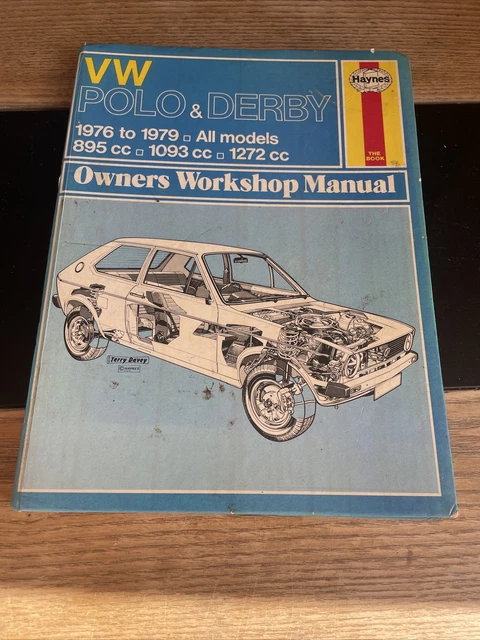 VW
POLO & DERBY
1976 to 1979 ▫ All models
895 cc ▫ 1093 cc ▫ 1272 cc
Haynes
THE
BOOK
Owners Workshop Manual
Terry Davey
© HAYNES